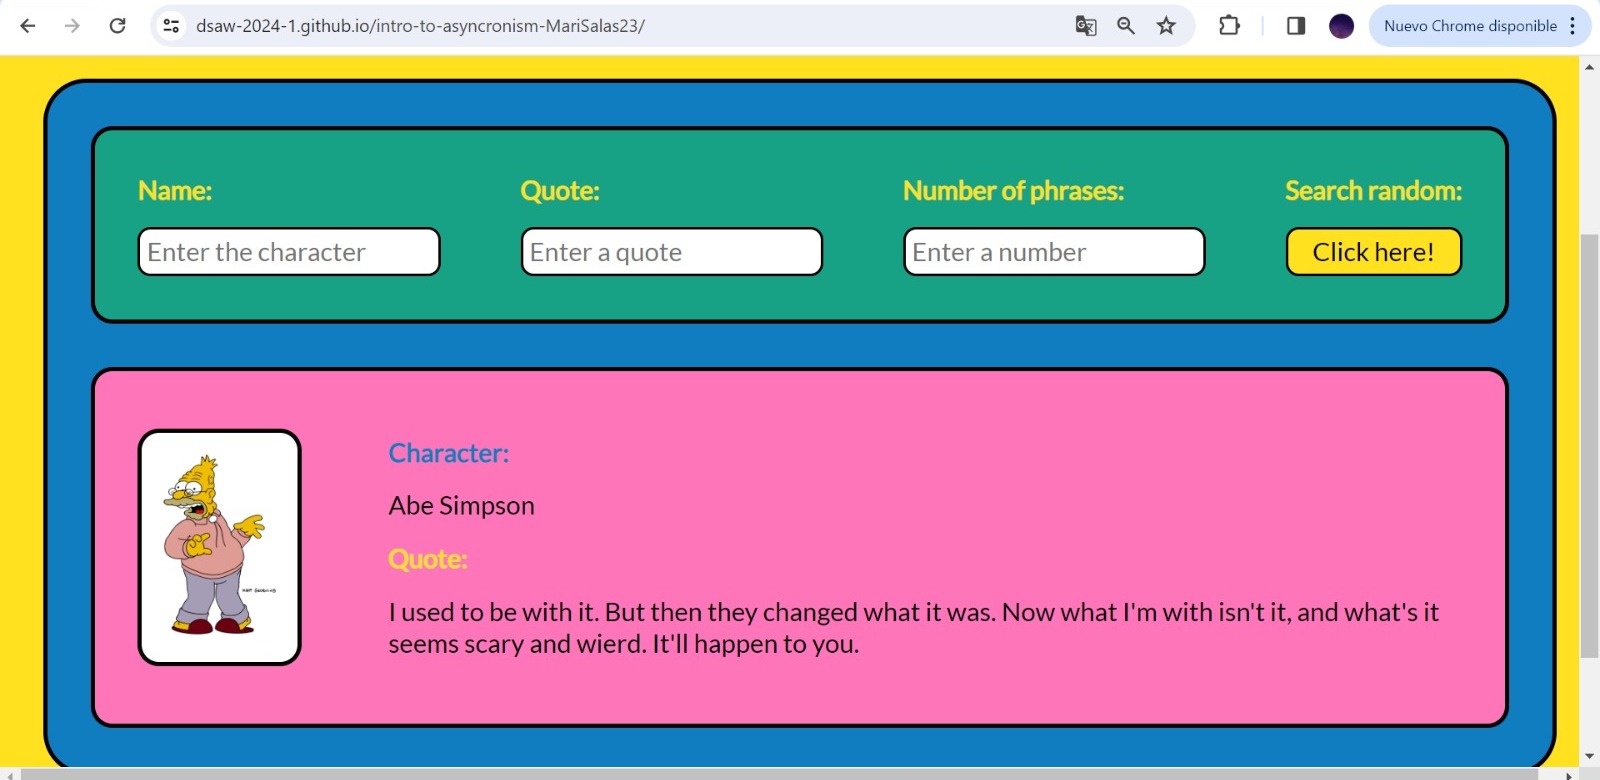 dsaw-2024-1.github.io/intro-to-asyncronism-MariSalas23/
Nuevo Chrome disponible
Name: Quote: Number of phrases: Search random:
Enter the character Enter a quote Enter a number Click here!
Character:
Abe Simpson
Quote:
I used to be with it. But then they changed what it was. Now what I'm with isn't it, and what's it
seems scary and wierd. It'll happen to you.